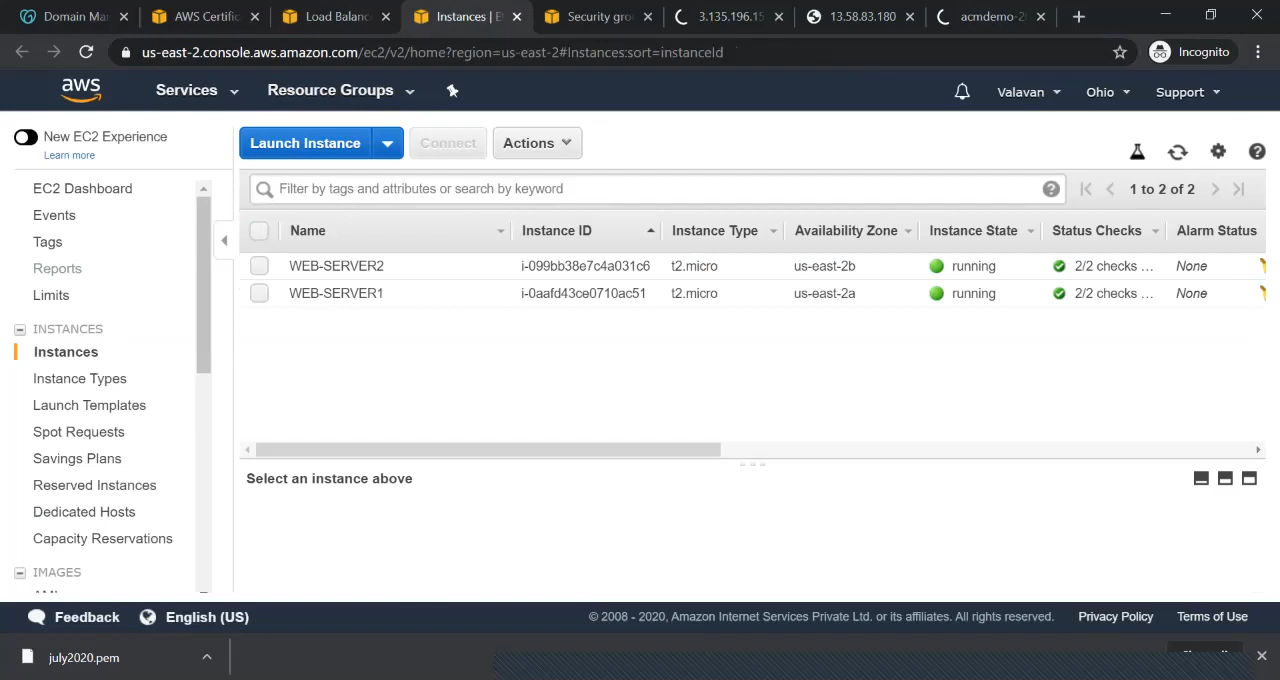 Domain Mar
AWS Certific
Load Balanc
Instances | E
Security grou
3.135.196.15
13.58.83.180
acmdemo-2
us-east-2.console.aws.amazon.com/ec2/v2/home?region=us-east-2#Instances:sort=instanceId
Incognito
aws
Services
Resource Groups
Valavan
Ohio
Support
New EC2 Experience
Learn more
Launch Instance
Connect
Actions
EC2 Dashboard
Events
Tags
Reports
Limits
INSTANCES
Instances
Instance Types
Launch Templates
Spot Requests
Savings Plans
Reserved Instances
Dedicated Hosts
Capacity Reservations
IMAGES
Filter by tags and attributes or search by keyword
1 to 2 of 2
Name Instance ID Instance Type Availability Zone Instance State Status Checks Alarm Status
WEB-SERVER2 i-099bb38e7c4a031c6 t2.micro us-east-2b running 2/2 checks ... None
WEB-SERVER1 i-0aafd43ce0710ac51 t2.micro us-east-2a running 2/2 checks ... None
Select an instance above
Feedback
English (US)
© 2008 - 2020, Amazon Internet Services Private Ltd. or its affiliates. All rights reserved.
Privacy Policy
Terms of Use
july2020.pem